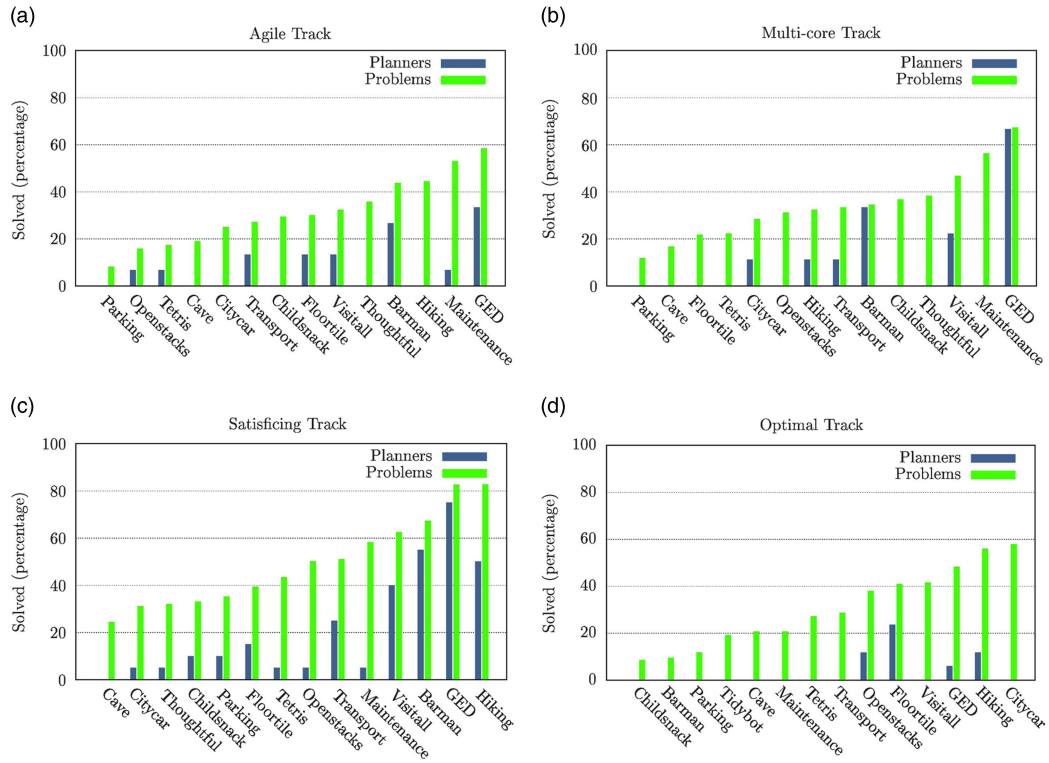 (a)
Agile Track
Planners
Problems
Solved (percentage)
100
80
60
40
20
0
Parking
Openstacks
Tetris
Cave
Citycar
Transport
Childsnack
Floortile
Visitall
Thoughtful
Barman
Hiking
Maintenance
GED
(b)
Multi-core Track
Planners
Problems
Solved (percentage)
100
80
60
40
20
0
Parking
Cave
Floortile
Tetris
Citycar
Openstacks
Hiking
Transport
Barman
Childsnack
Thoughtful
Visitall
Maintenance
GED
(c)
Satisficing Track
Planners
Problems
Solved (percentage)
100
80
60
40
20
0
Cave
Citycar
Thoughtful
Childsnack
Parking
Floortile
Tetris
Openstacks
Transport
Maintenance
Visitall
Barman
GED
Hiking
(d)
Optimal Track
Planners
Problems
Solved (percentage)
100
80
60
40
20
0
Childsnack
Barman
Parking
Tidybot
Cave
Maintenance
Tetris
Transport
Openstacks
Floortile
Visitall
GED
Hiking
Citycar